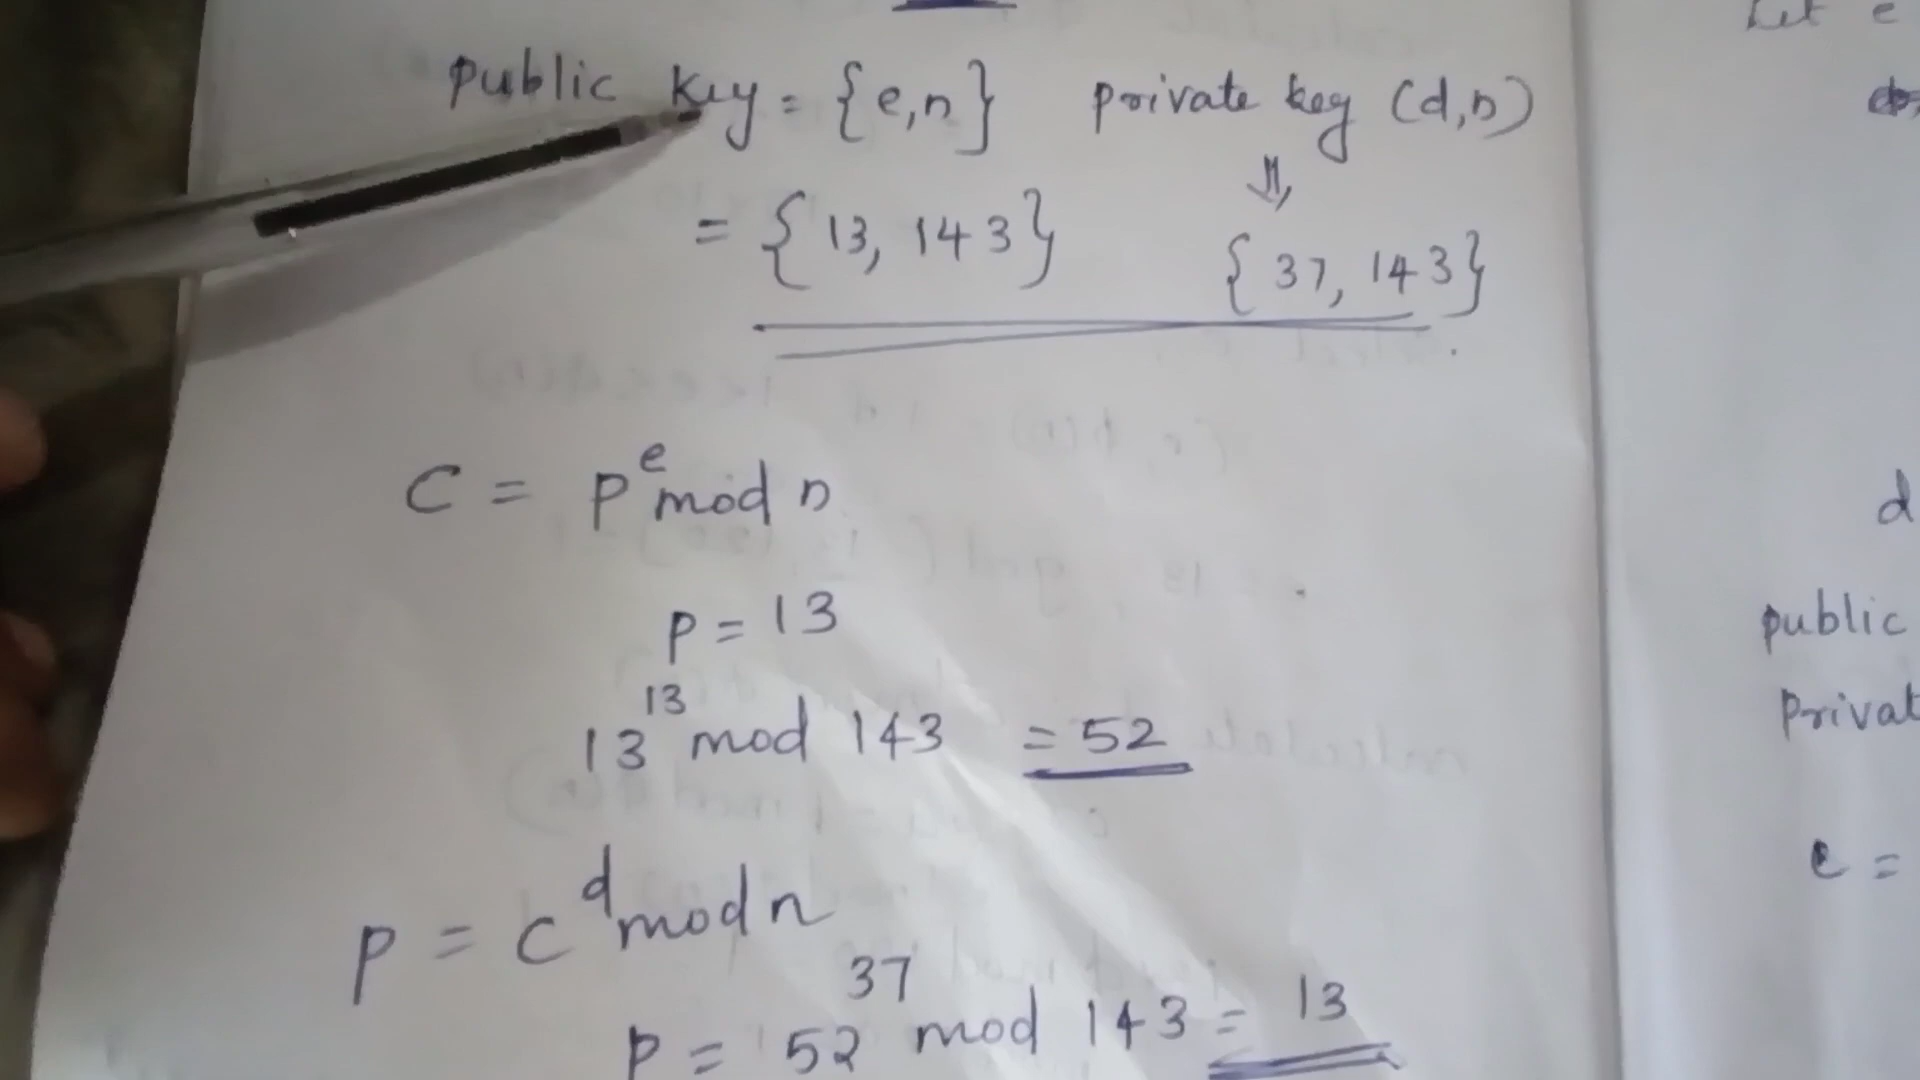 public key = {e,n} private key (d,n)
⇓
= {13, 143} {37, 143}
C = P^e mod n
P = 13
13^13 mod 143 = 52
P = C^d mod n
P = 52^37 mod 143 = 13
Let e
d
public
Privat
e =